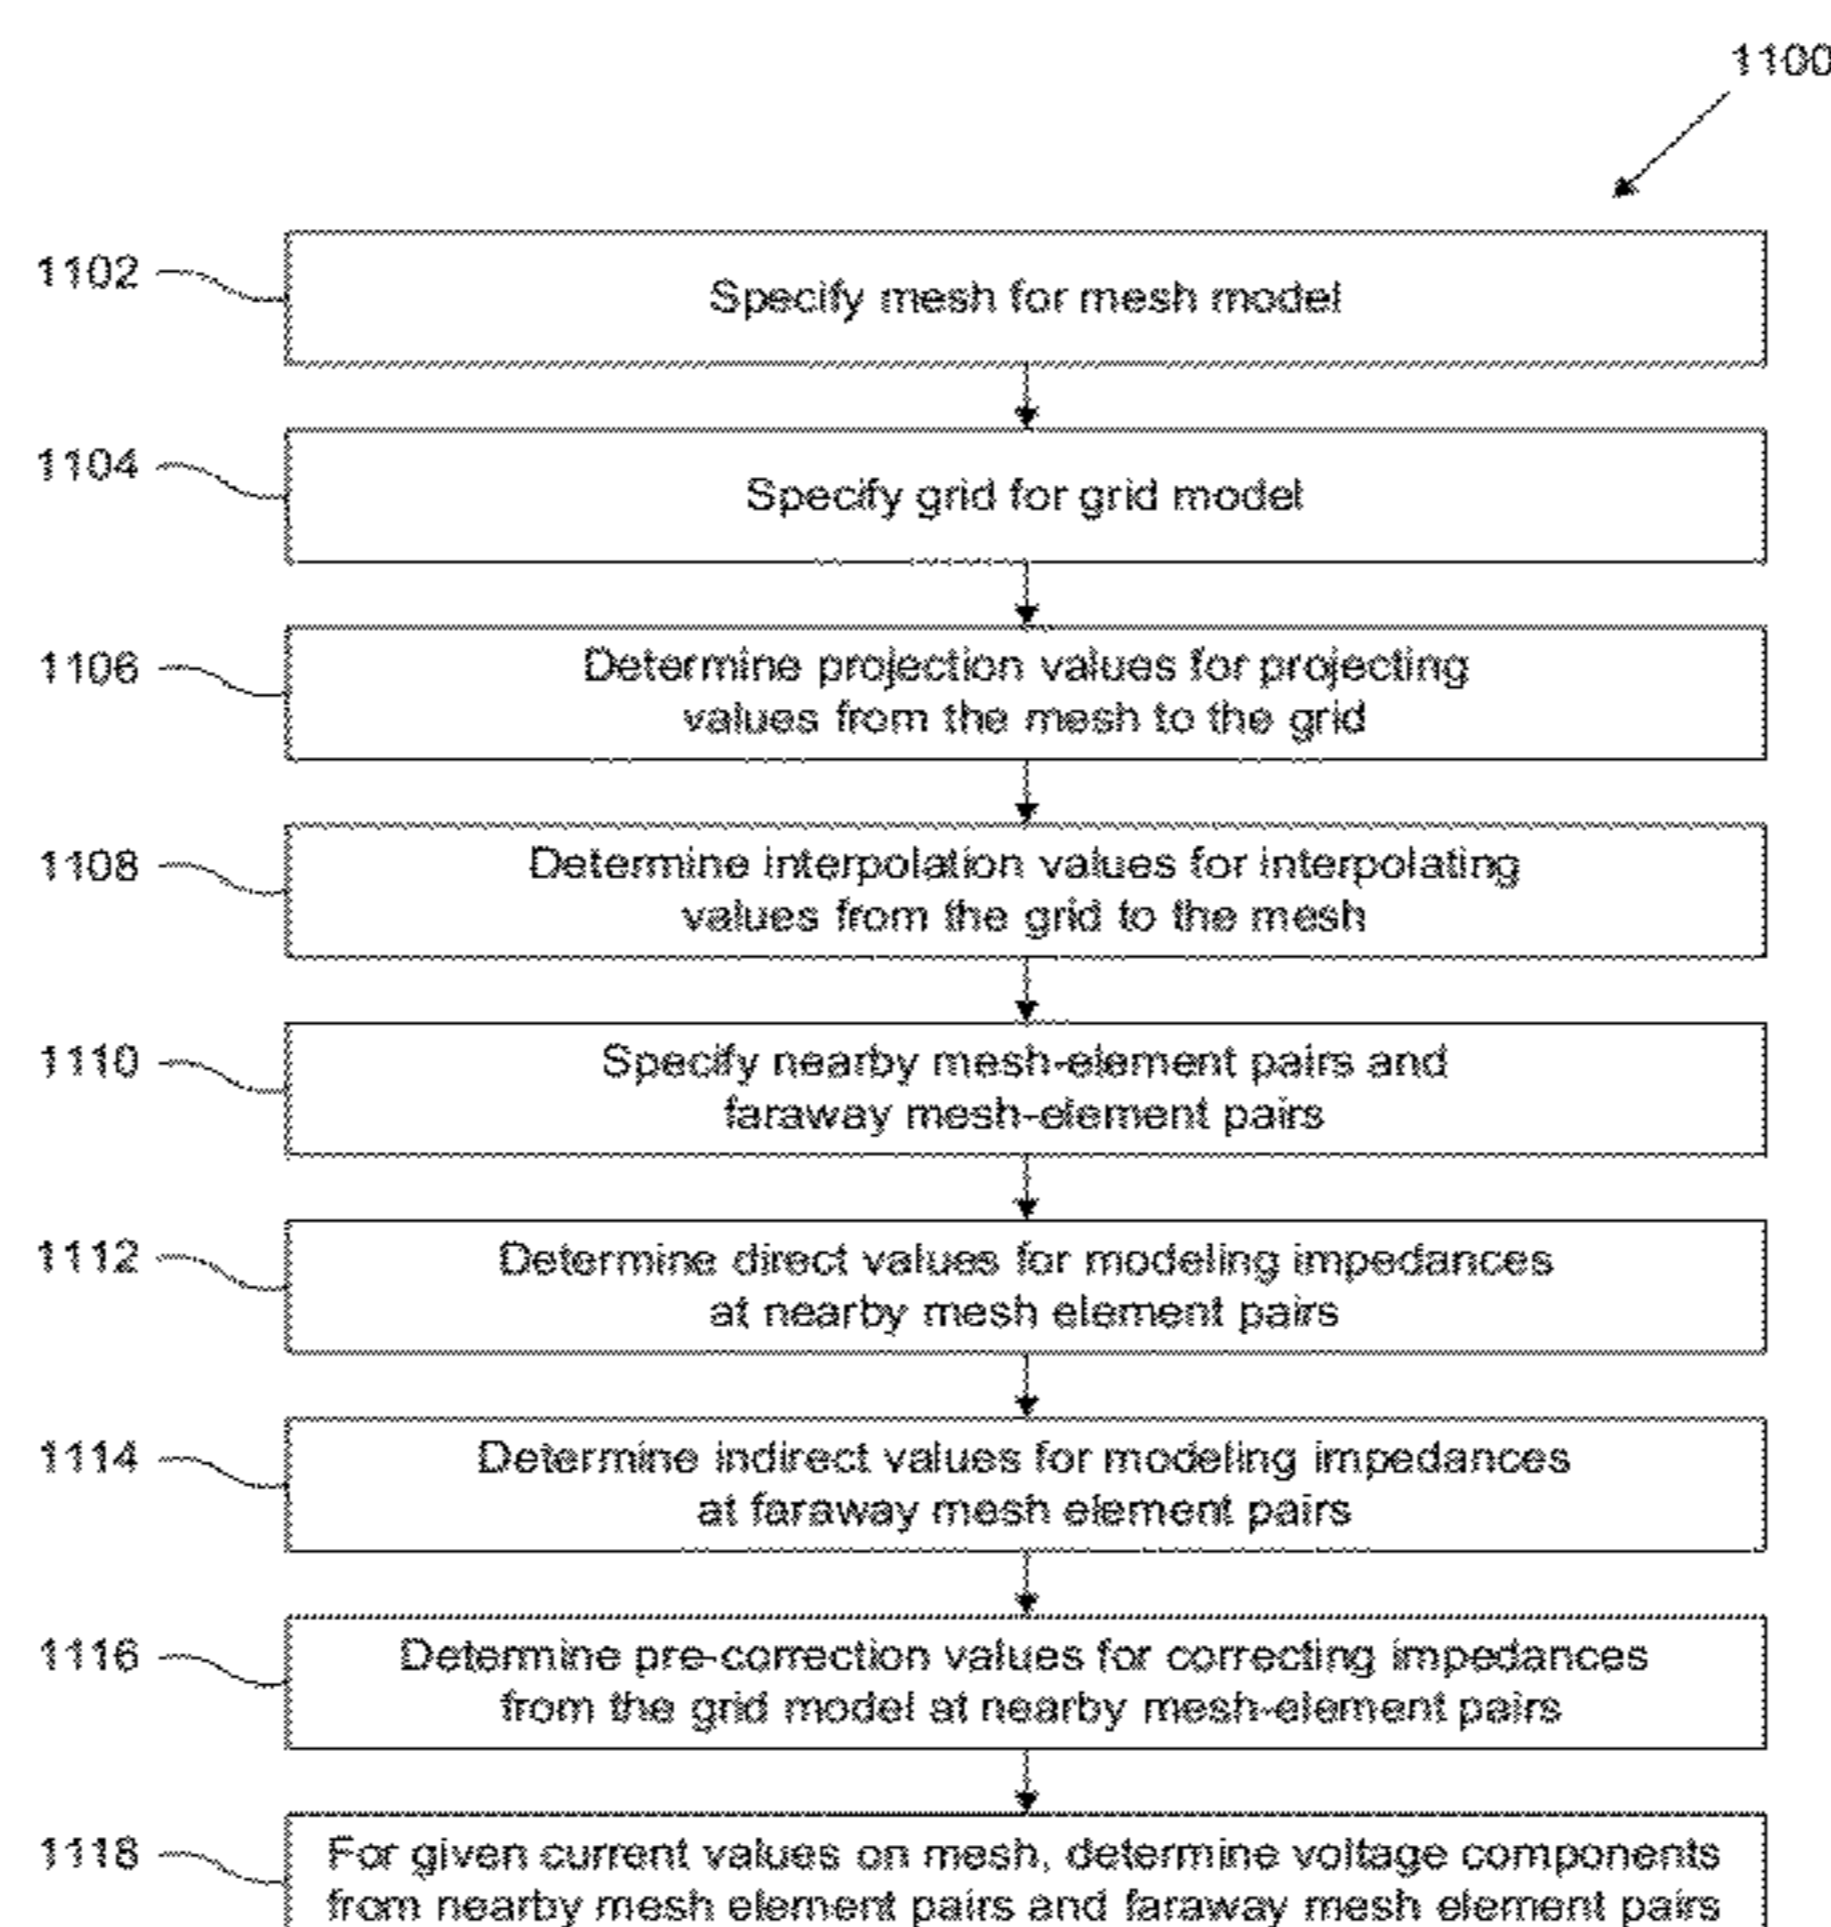 1100
1102
Specify mesh for mesh model
1104
Specify grid for grid model
1106
Determine projection values for projecting
values from the mesh to the grid
1108
Determine interpolation values for interpolating
values from the grid to the mesh
1110
Specify nearby mesh-element pairs and
faraway mesh-element pairs
1112
Determine direct values for modeling impedances
at nearby mesh element pairs
1114
Determine indirect values for modeling impedances
at faraway mesh element pairs
1116
Determine pre-correction values for correcting impedances
from the grid model at nearby mesh-element pairs
1118
For given current values on mesh, determine voltage components
from nearby mesh element pairs and faraway mesh element pairs